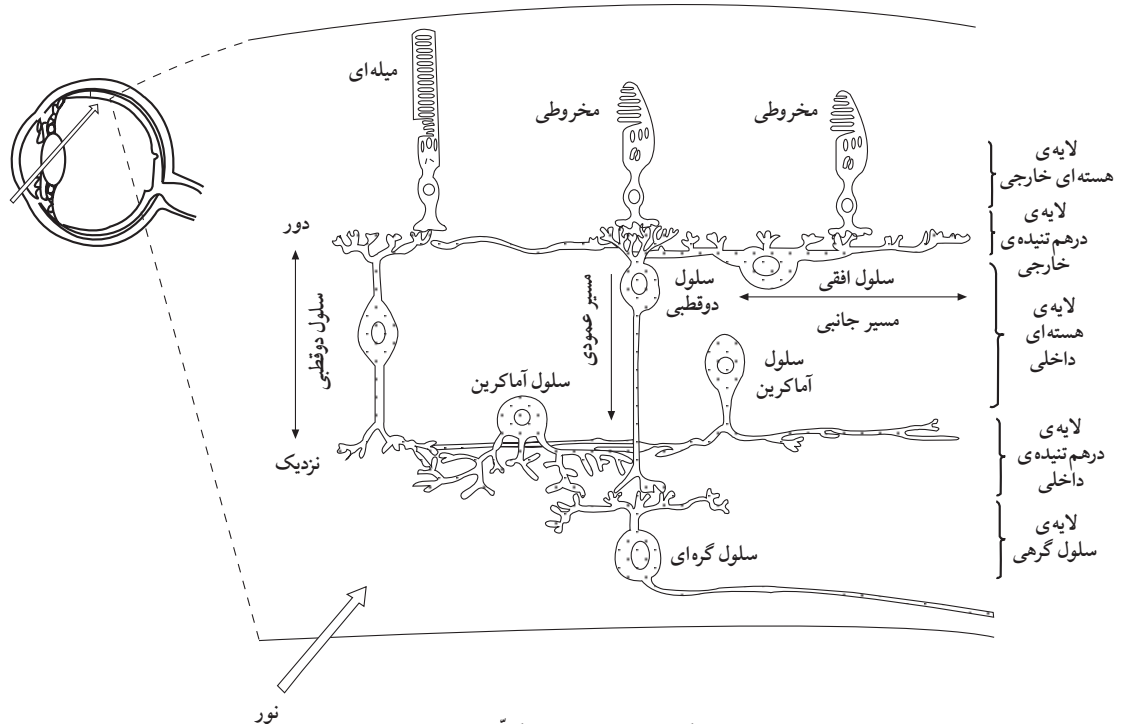 میله‌ای
مخروطی
مخروطی
لایه‌ی
هسته‌ای خارجی
لایه‌ی
درهم تنیده‌ی
خارجی
دور
سلول دوقطبی
مسیر عمودی
سلول
دوقطبی
سلول افقی
مسیر جانبی
لایه‌ی
هسته‌ای
داخلی
سلول آماکرین
سلول
آماکرین
نزدیک
لایه‌ی
درهم تنیده‌ی
داخلی
سلول گره‌ای
لایه‌ی
سلول گرهی
نور